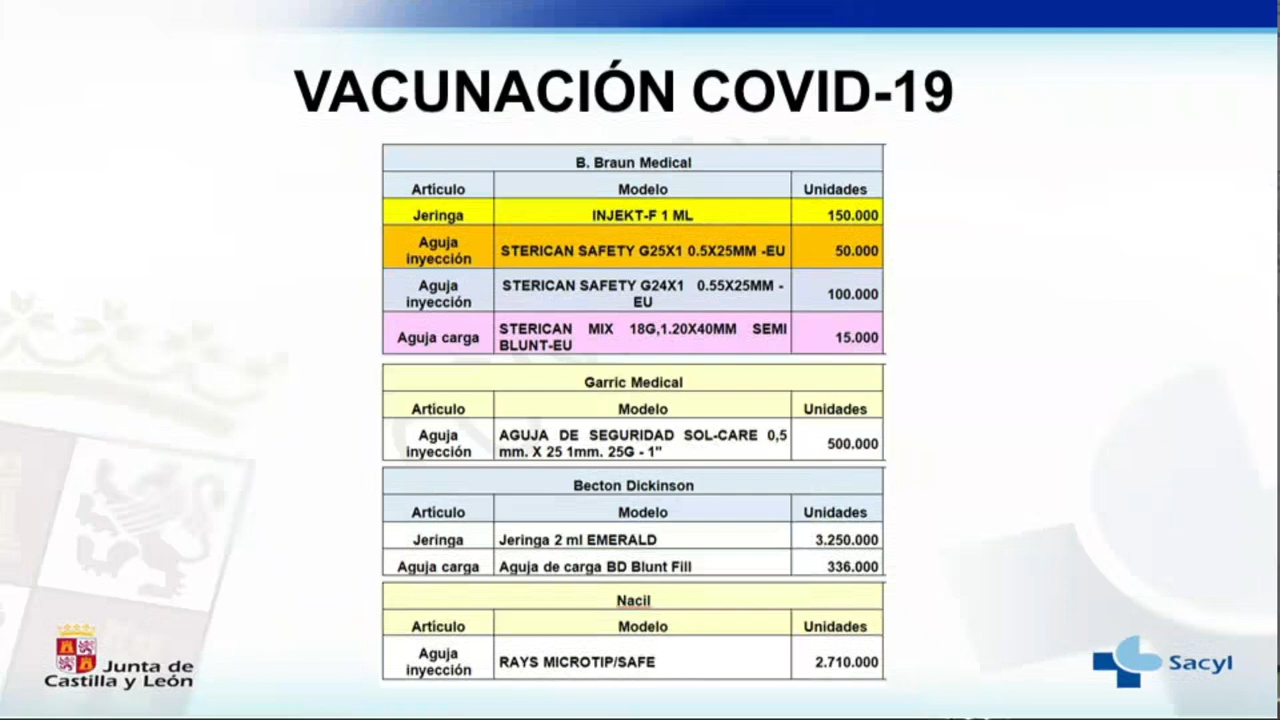 VACUNACIÓN COVID-19
B. Braun Medical
Artículo Modelo Unidades
Jeringa INJEKT-F 1 ML 150.000
Aguja inyección STERICAN SAFETY G25X1 0.5X25MM -EU 50.000
Aguja inyección STERICAN SAFETY G24X1 0.55X25MM - EU 100.000
Aguja carga STERICAN MIX 18G,1.20X40MM SEMI BLUNT-EU 15.000
Garric Medical
Artículo Modelo Unidades
Aguja inyección AGUJA DE SEGURIDAD SOL-CARE 0,5 mm. X 25 1mm. 25G - 1" 500.000
Becton Dickinson
Artículo Modelo Unidades
Jeringa Jeringa 2 ml EMERALD 3.250.000
Aguja carga Aguja de carga BD Blunt Fill 336.000
Nacil
Artículo Modelo Unidades
Aguja inyección RAYS MICROTIP/SAFE 2.710.000
Junta de
Castilla y León
Sacyl